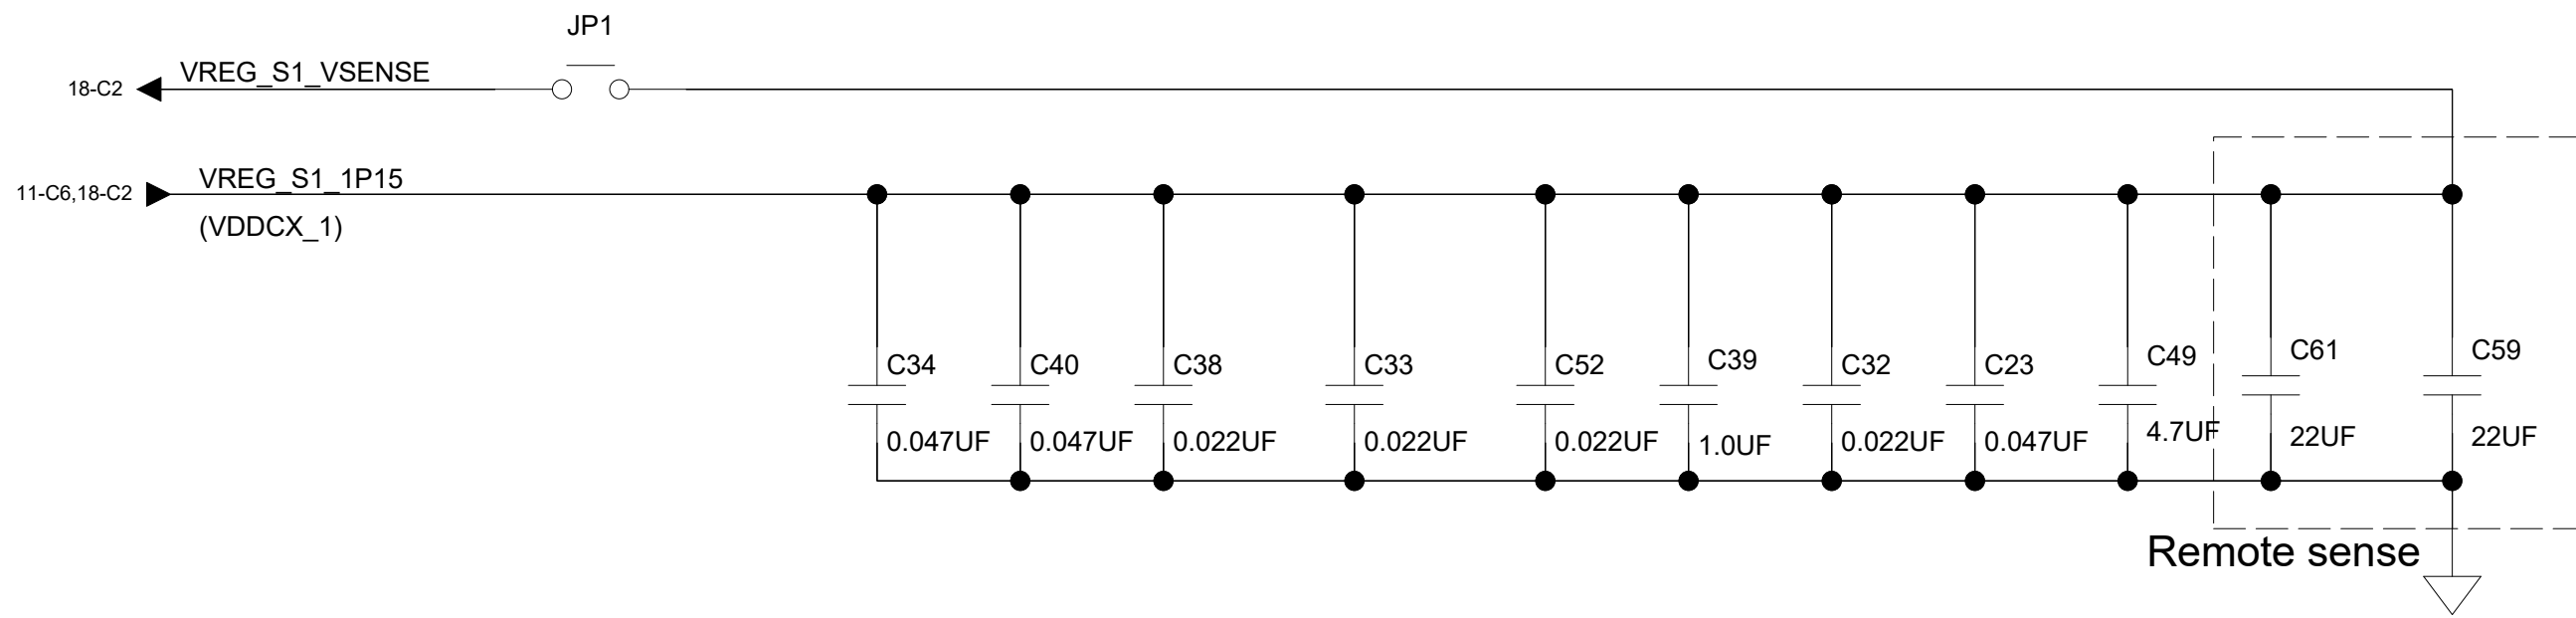 JP1
18-C2 VREG_S1_VSENSE
11-C6,18-C2 VREG_S1_1P15
(VDDCX_1)
C34 C40 C38 C33 C52 C39 C32 C23 C49 C61 C59
0.047UF 0.047UF 0.022UF 0.022UF 0.022UF 1.0UF 0.022UF 0.047UF 4.7UF 22UF 22UF
Remote sense